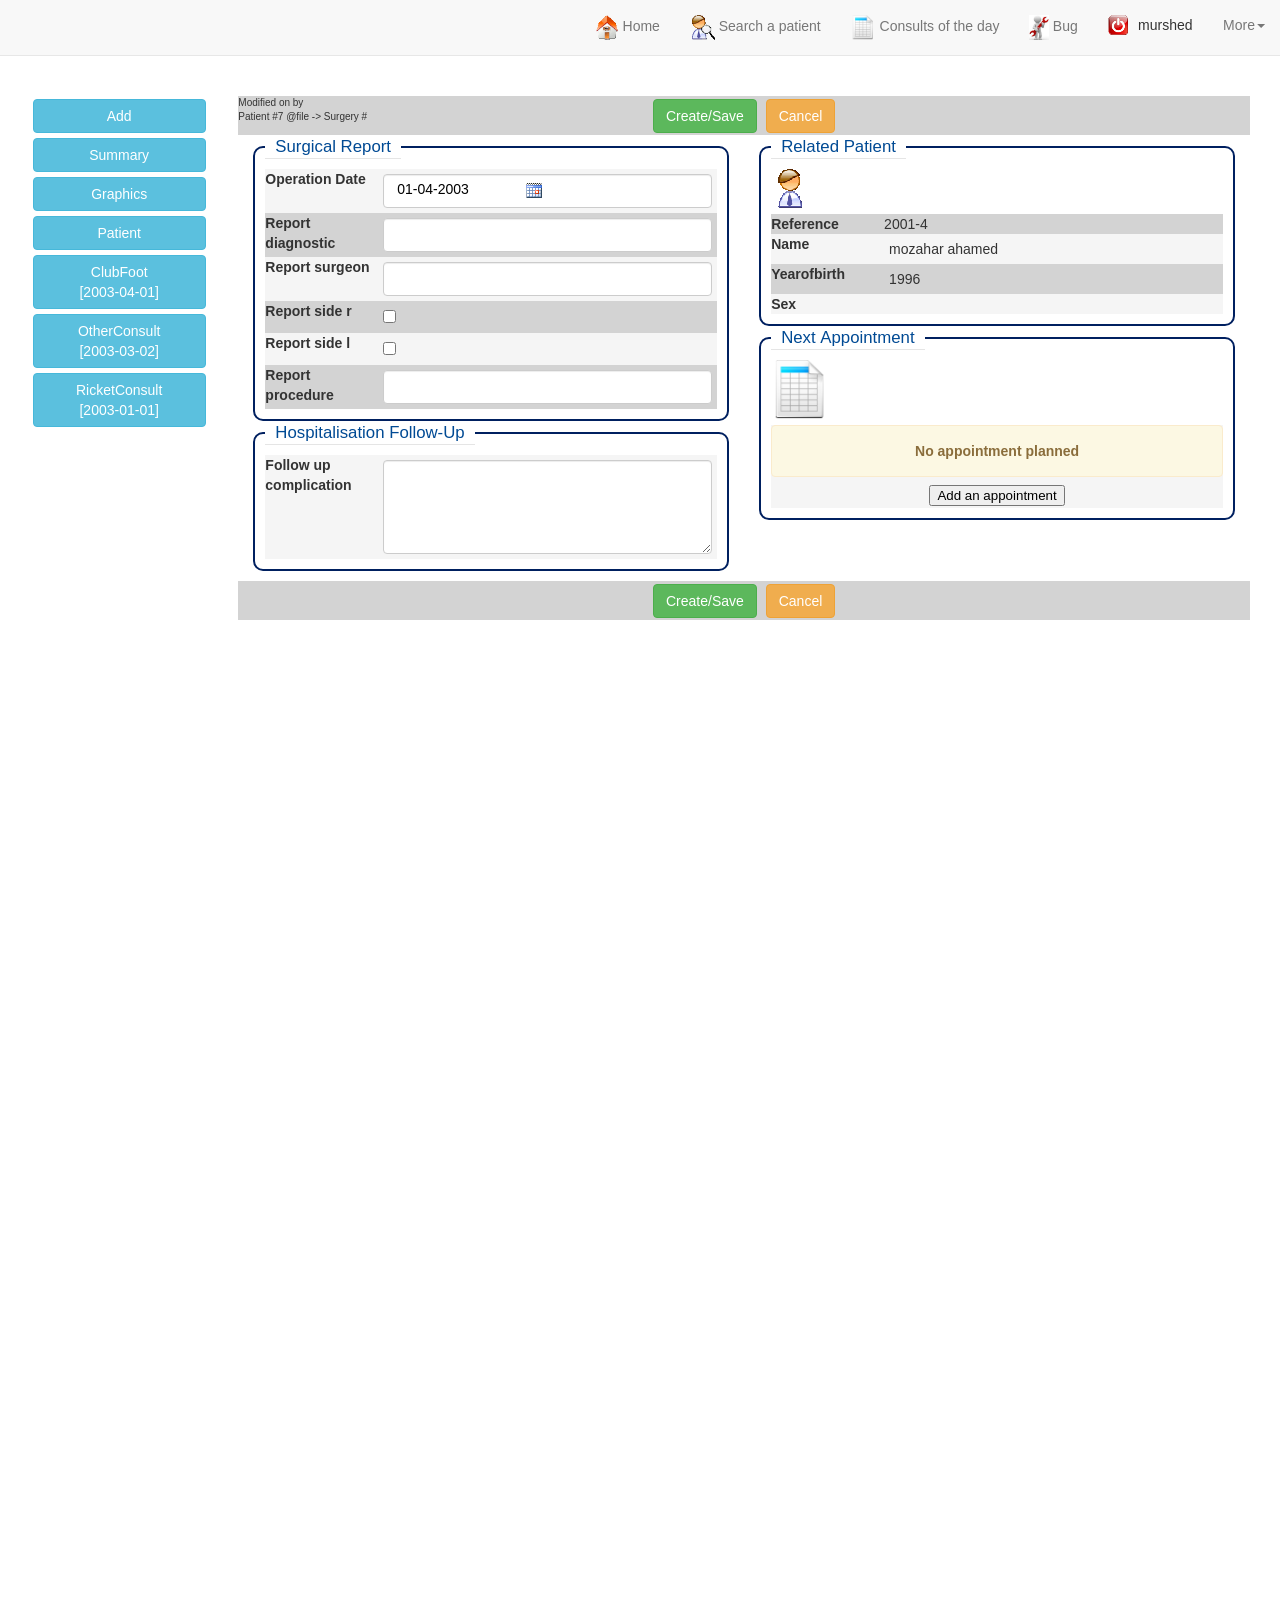 Home
Search a patient
Consults of the day
Bug
murshed
More
Add
Summary
Graphics
Patient
ClubFoot
[2003-04-01]
OtherConsult
[2003-03-02]
RicketConsult
[2003-01-01]
Modified on by
Patient #7 @file -> Surgery #
Create/Save
Cancel
Surgical Report
Operation Date
01-04-2003
Report
diagnostic
Report surgeon
Report side r
Report side l
Report
procedure
Hospitalisation Follow-Up
Follow up
complication
Related Patient
Reference 2001-4
Name mozahar ahamed
Yearofbirth 1996
Sex
Next Appointment
No appointment planned
Add an appointment
Create/Save
Cancel